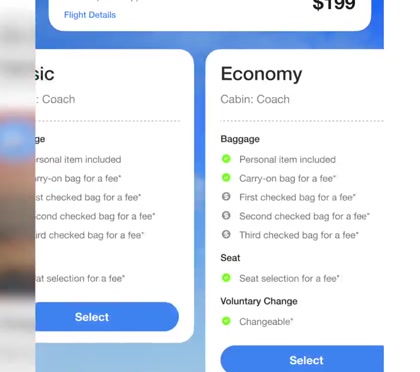 $199
Flight Details
sic
: Coach
ge
ersonal item included
arry-on bag for a fee*
st checked bag for a fee*
cond checked bag for a fee*
ird checked bag for a fee*
at selection for a fee*
Select
Economy
Cabin: Coach
Baggage
Personal item included
Carry-on bag for a fee*
First checked bag for a fee*
Second checked bag for a fee*
Third checked bag for a fee*
Seat
Seat selection for a fee*
Voluntary Change
Changeable*
Select